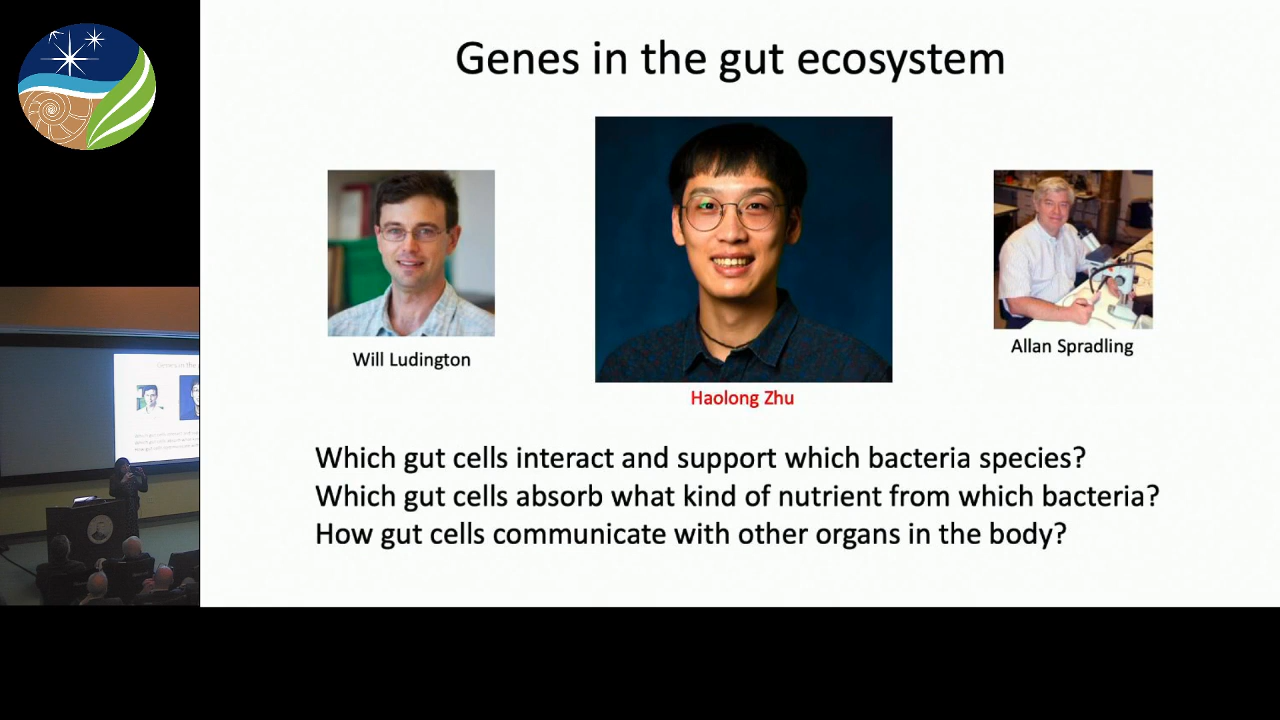 Genes in the gut ecosystem
Will Ludington
Haolong Zhu
Allan Spradling
Which gut cells interact and support which bacteria species?
Which gut cells absorb what kind of nutrient from which bacteria?
How gut cells communicate with other organs in the body?